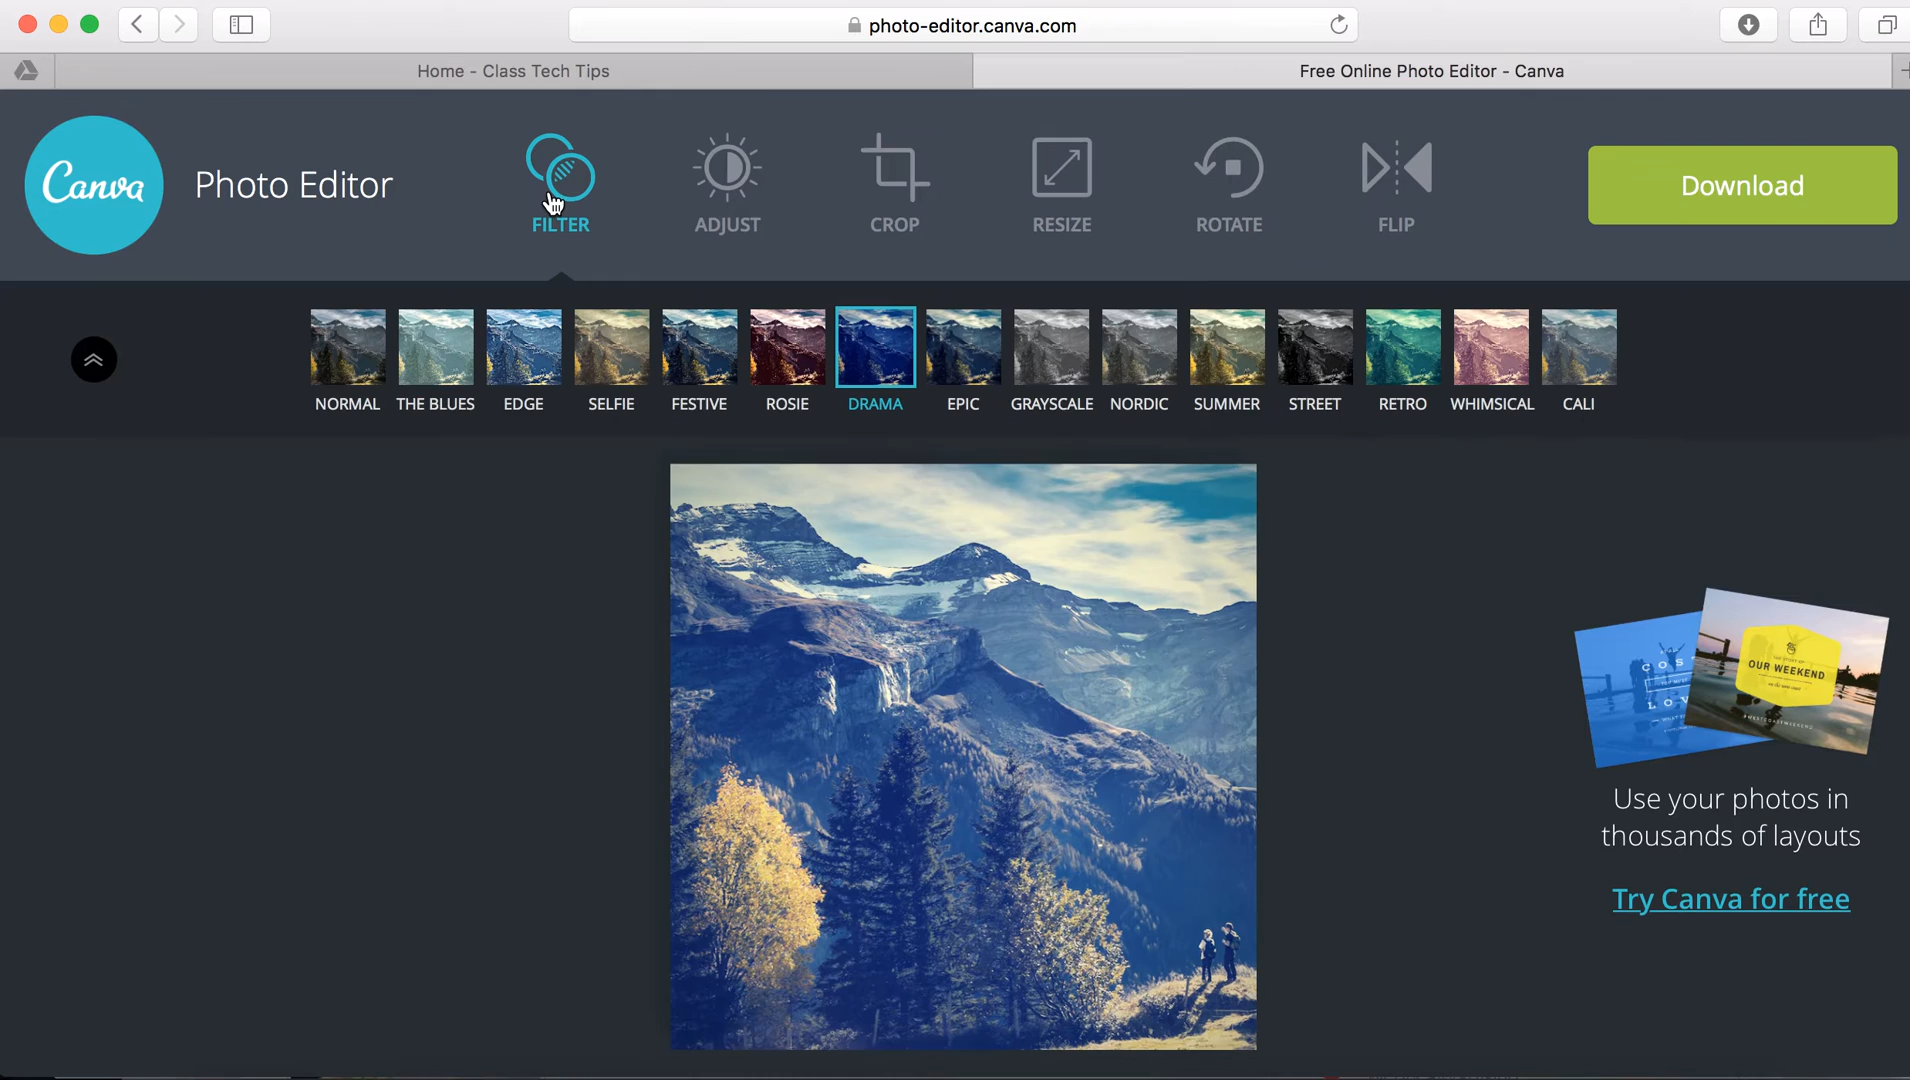 photo-editor.canva.com
Home - Class Tech Tips
Free Online Photo Editor - Canva
Canva
Photo Editor
FILTER
ADJUST
CROP
RESIZE
ROTATE
FLIP
Download
NORMAL
THE BLUES
EDGE
SELFIE
FESTIVE
ROSIE
DRAMA
EPIC
GRAYSCALE
NORDIC
SUMMER
STREET
RETRO
WHIMSICAL
CALI
OUR WEEKEND
Use your photos in
thousands of layouts
Try Canva for free